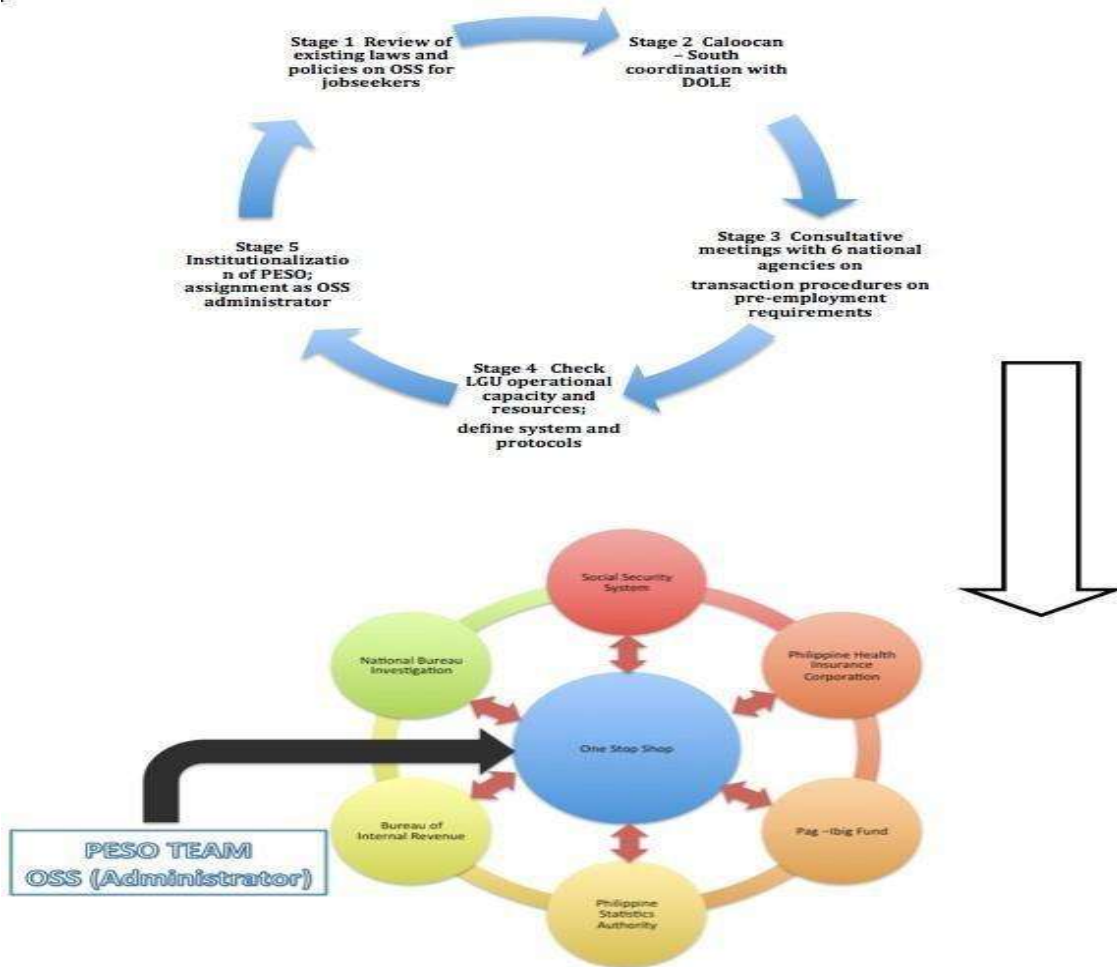 Stage 1 Review of
existing laws and
policies on OSS for
jobseekers
Stage 2 Caloocan
– South
coordination with
DOLE
Stage 3 Consultative
meetings with 6 national
agencies on
transaction procedures on
pre-employment
requirements
Stage 4 Check
LGU operational
capacity and
resources;
define system and
protocols
Stage 5
Institutionalizatio
n of PESO;
assignment as OSS
administrator
Social Security
System
Philippine Health
Insurance
Corporation
Pag –Ibig Fund
Philippine
Statistics
Authority
Bureau of
Internal Revenue
National Bureau
Investigation
One Stop Shop
PESO TEAM
OSS (Administrator)